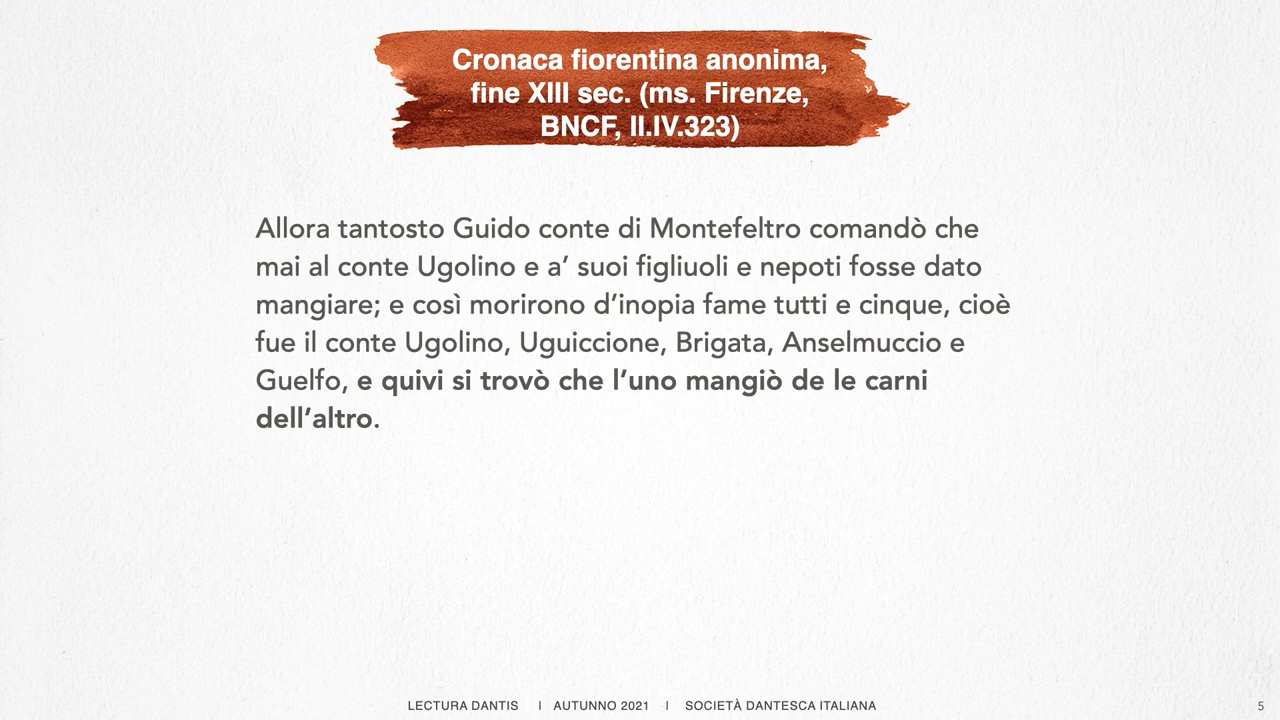 Cronaca fiorentina anonima,
fine XIII sec. (ms. Firenze,
BNCF, II.IV.323)
Allora tantosto Guido conte di Montefeltro comandò che
mai al conte Ugolino e a’ suoi figliuoli e nepoti fosse dato
mangiare; e così morirono d’inopia fame tutti e cinque, cioè
fue il conte Ugolino, Uguiccione, Brigata, Anselmuccio e
Guelfo, e quivi si trovò che l’uno mangiò de le carni
dell’altro.
LECTURA DANTIS | AUTUNNO 2021 | SOCIETÀ DANTESCA ITALIANA
5